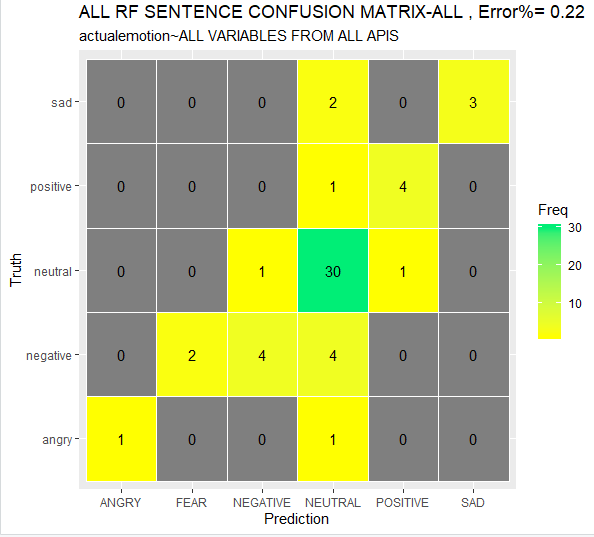 ALL RF SENTENCE CONFUSION MATRIX-ALL , Error%= 0.22
actualemotion~ALL VARIABLES FROM ALL APIS
Truth
sad 0 0 0 2 0 3
positive 0 0 0 1 4 0
neutral 0 0 1 30 1 0
negative 0 2 4 4 0 0
angry 1 0 0 1 0 0
ANGRY FEAR NEGATIVE NEUTRAL POSITIVE SAD
Prediction
Freq
30
20
10